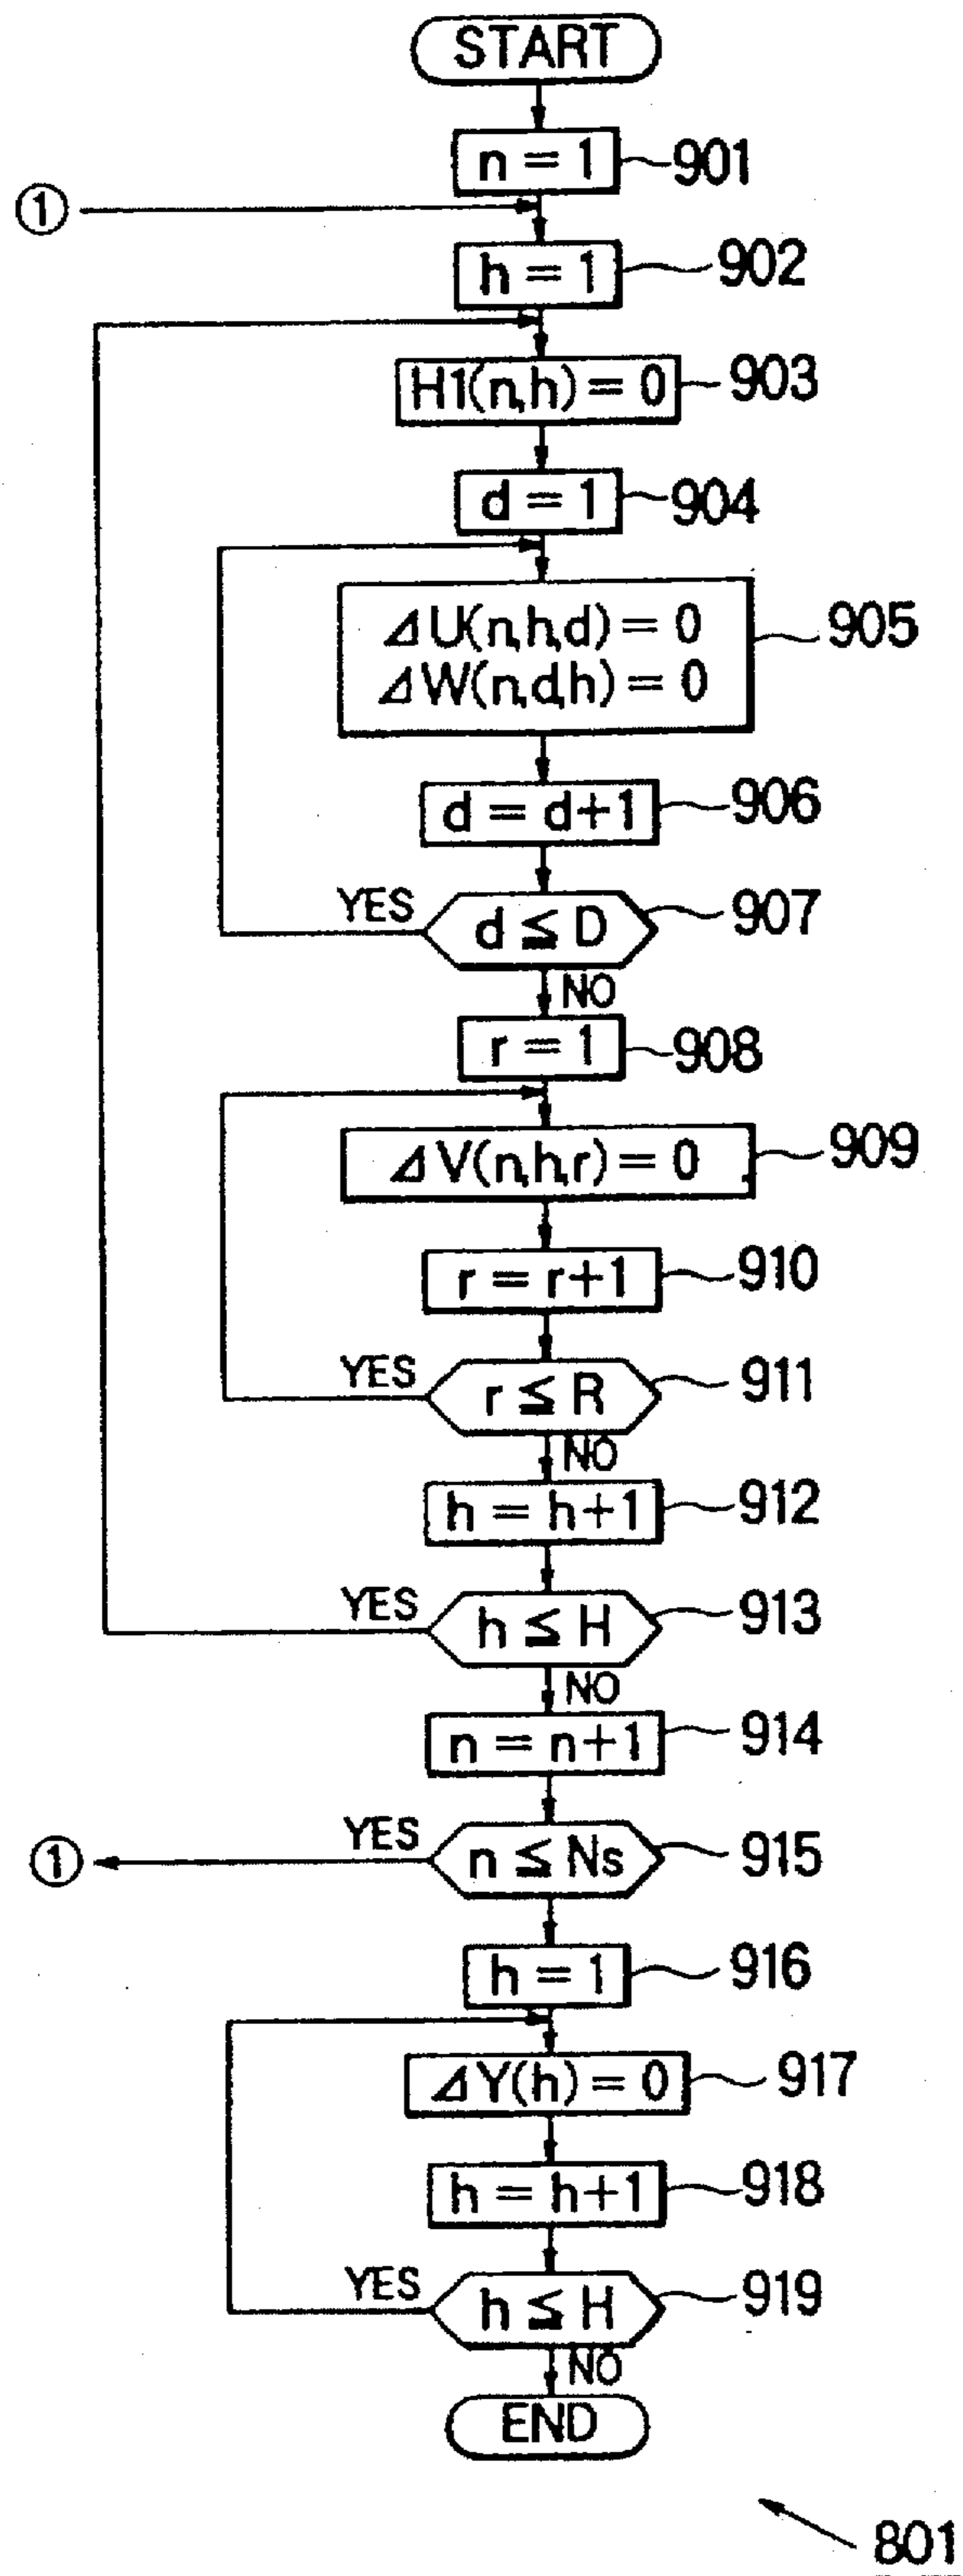 START
n = 1 901
①
h = 1 902
H1(n,h) = 0 903
d = 1 904
⊿U(n,h,d) = 0
⊿W(n,d,h) = 0
905
d = d+1 906
YES
d ≦ D 907
NO
r = 1 908
⊿V(n,h,r) = 0 909
r = r+1 910
YES
r ≦ R 911
NO
h = h+1 912
YES
h ≦ H 913
NO
n = n+1 914
YES
① n ≦ Ns 915
h = 1 916
⊿Y(h) = 0 917
h = h+1 918
YES
h ≦ H 919
NO
END
801